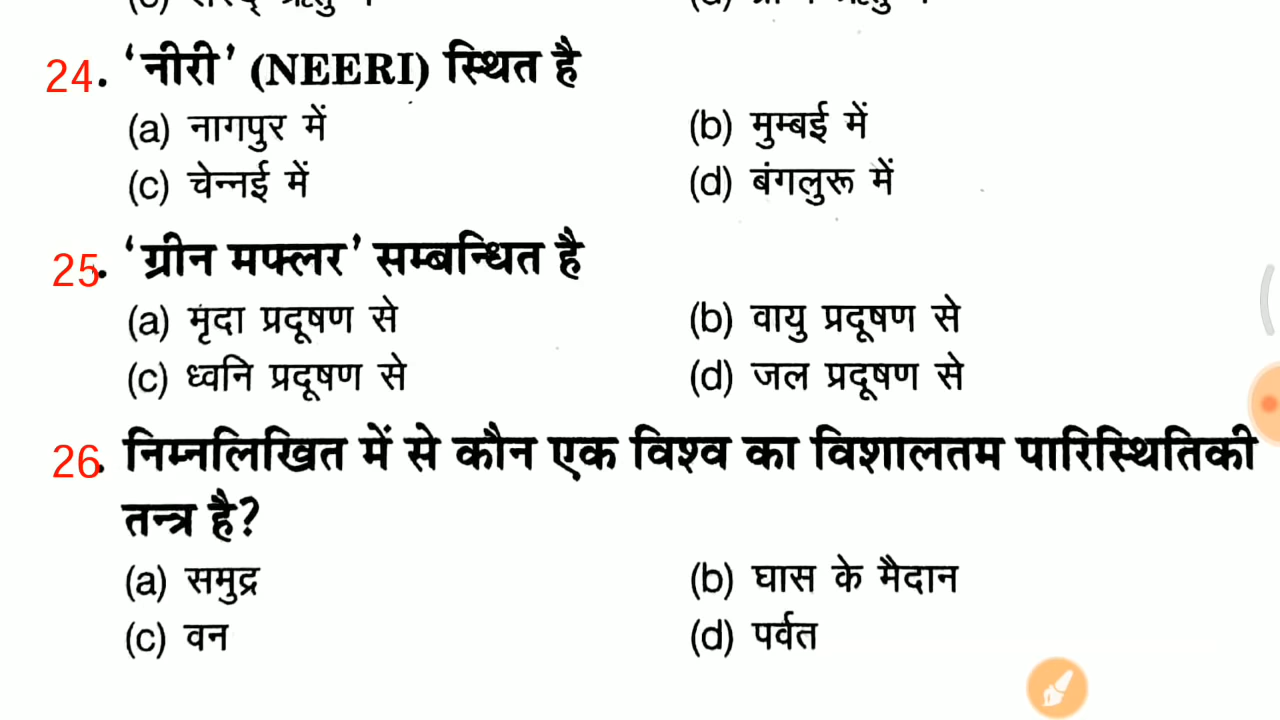 24. ‘नीरी’ (NEERI) स्थित है
(a) नागपुर में (b) मुम्बई में
(c) चेन्नई में (d) बंगलुरू में
25. ‘ग्रीन मफ्लर’ सम्बन्धित है
(a) मृदा प्रदूषण से (b) वायु प्रदूषण से
(c) ध्वनि प्रदूषण से (d) जल प्रदूषण से
26. निम्नलिखित में से कौन एक विश्व का विशालतम पारिस्थितिकी
तन्त्र है?
(a) समुद्र (b) घास के मैदान
(c) वन (d) पर्वत